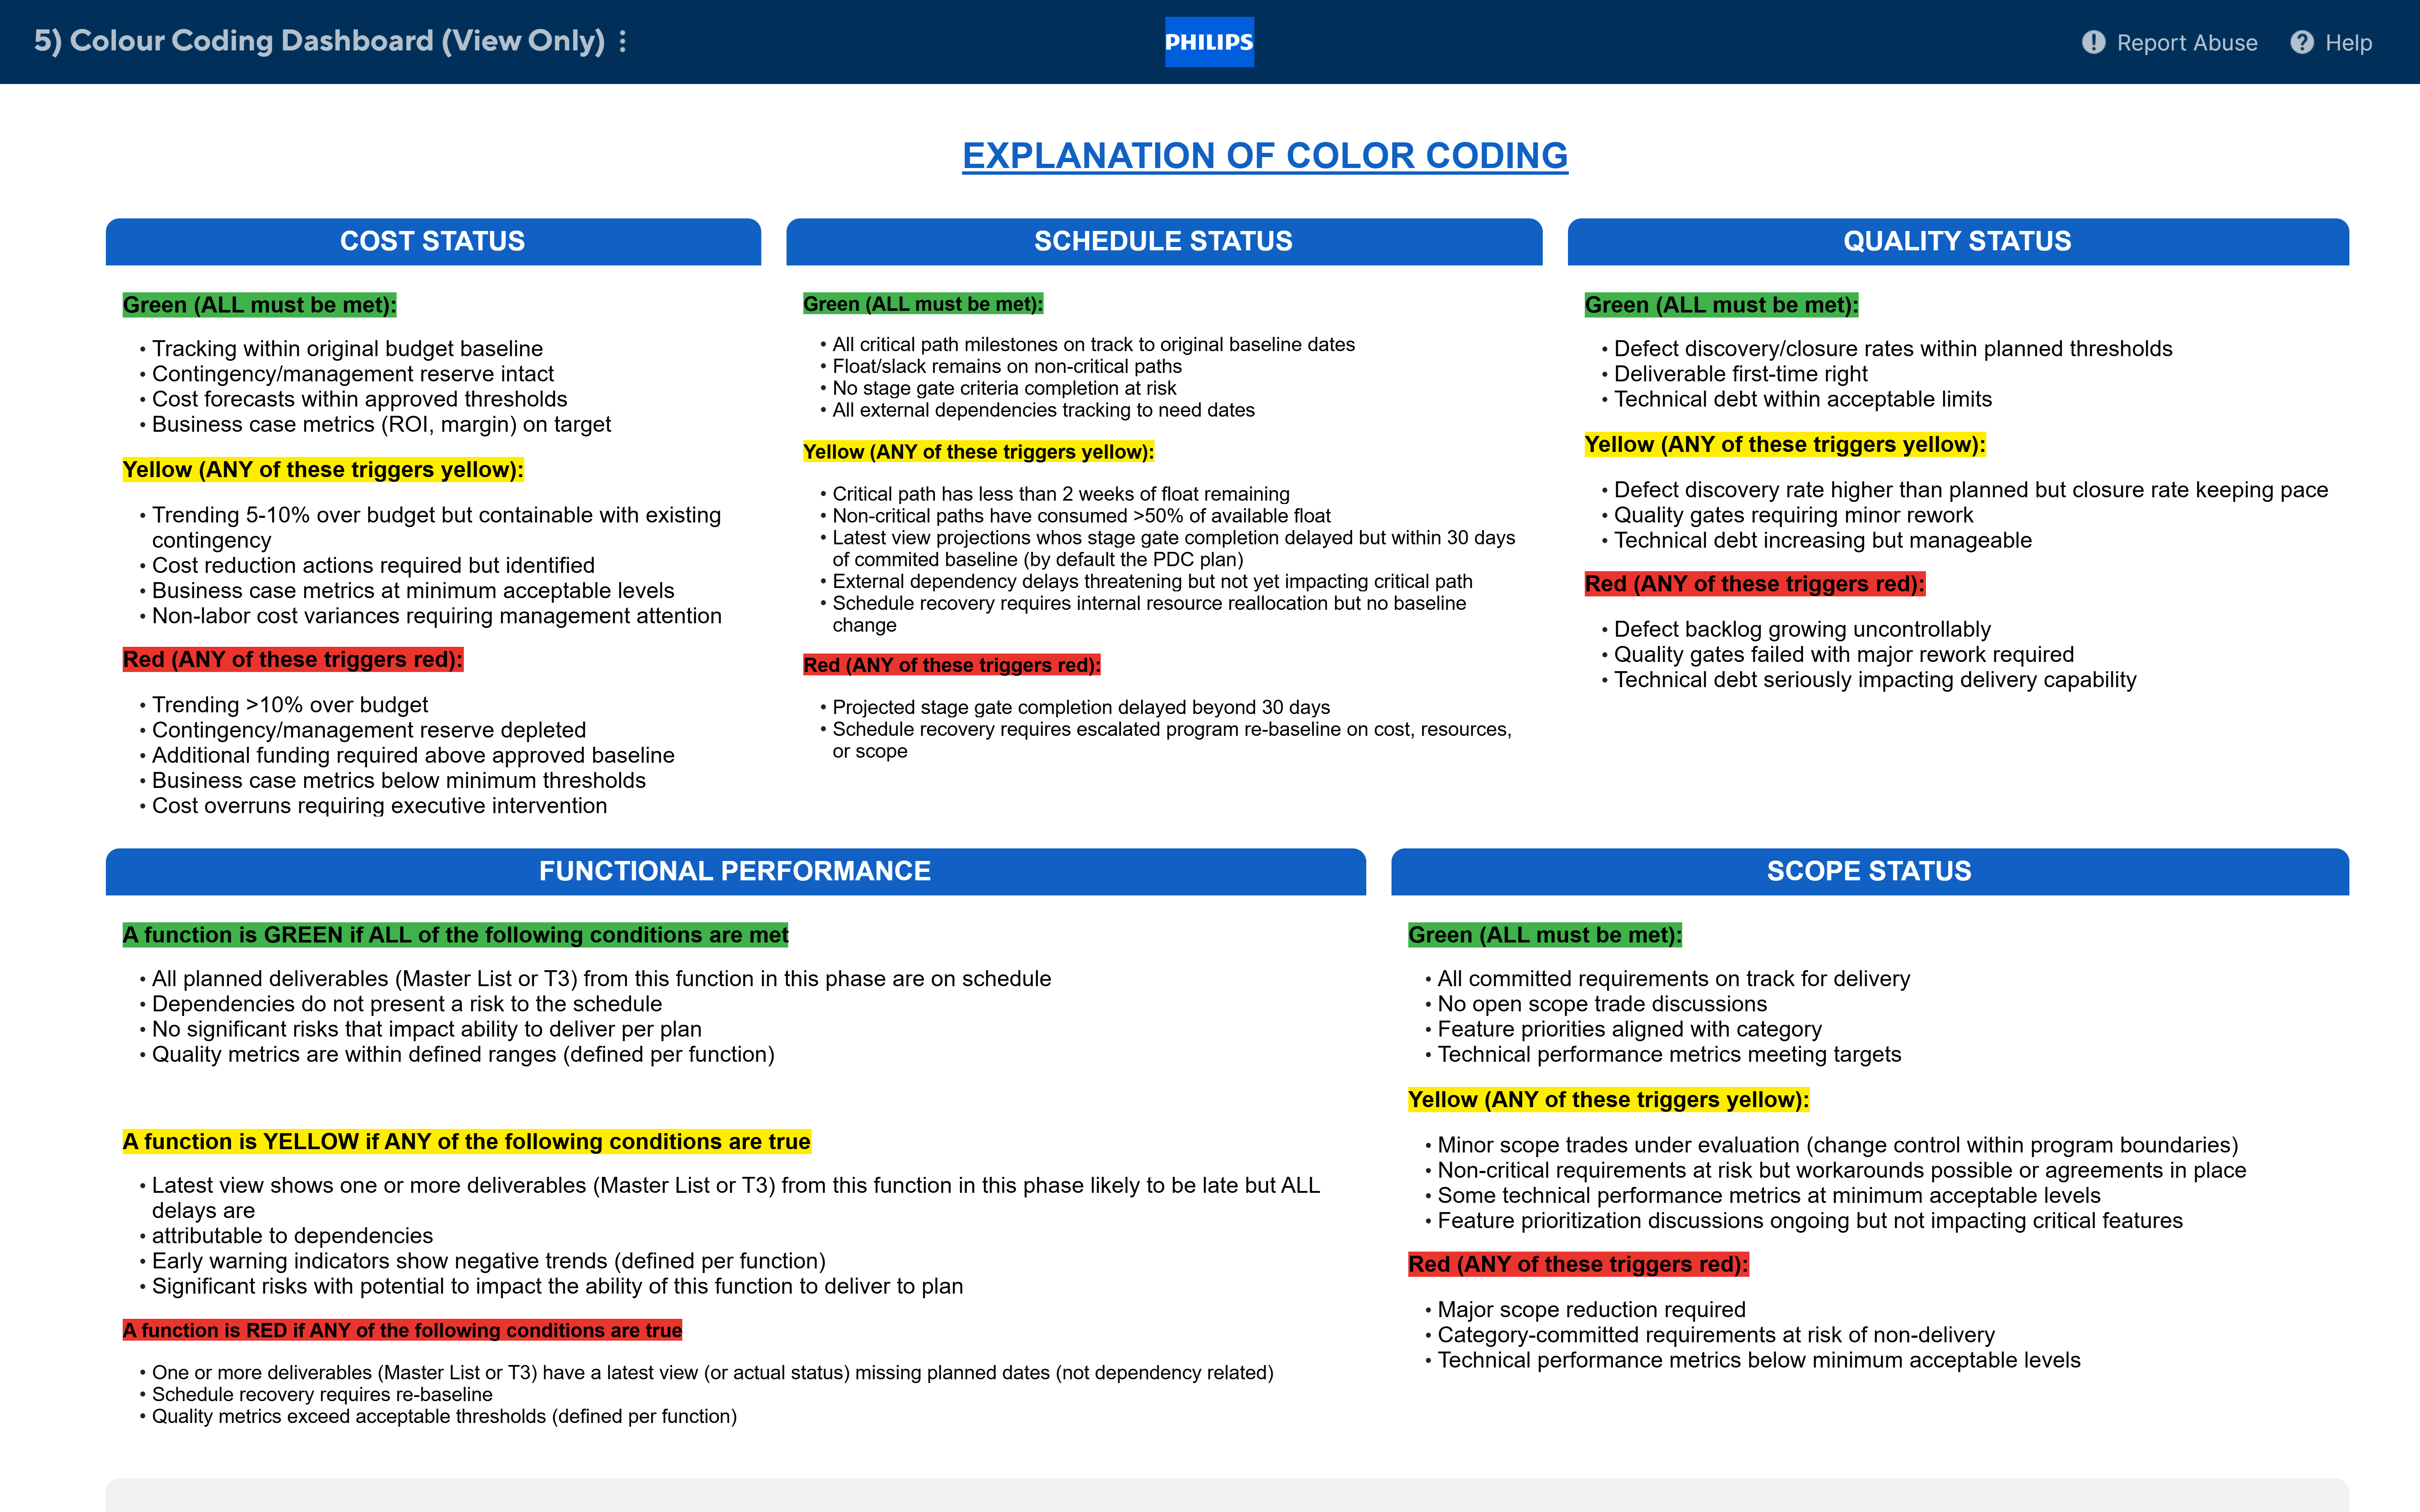 5) Colour Coding Dashboard (View Only)
PHILIPS
Report Abuse
Help
EXPLANATION OF COLOR CODING
COST STATUS
Green (ALL must be met):
• Tracking within original budget baseline
• Contingency/management reserve intact
• Cost forecasts within approved thresholds
• Business case metrics (ROI, margin) on target
Yellow (ANY of these triggers yellow):
• Trending 5-10% over budget but containable with existing
contingency
• Cost reduction actions required but identified
• Business case metrics at minimum acceptable levels
• Non-labor cost variances requiring management attention
Red (ANY of these triggers red):
• Trending >10% over budget
• Contingency/management reserve depleted
• Additional funding required above approved baseline
• Business case metrics below minimum thresholds
• Cost overruns requiring executive intervention
SCHEDULE STATUS
Green (ALL must be met):
• All critical path milestones on track to original baseline dates
• Float/slack remains on non-critical paths
• No stage gate criteria completion at risk
• All external dependencies tracking to need dates
Yellow (ANY of these triggers yellow):
• Critical path has less than 2 weeks of float remaining
• Non-critical paths have consumed >50% of available float
• Latest view projections whos stage gate completion delayed but within 30 days
of commited baseline (by default the PDC plan)
• External dependency delays threatening but not yet impacting critical path
• Schedule recovery requires internal resource reallocation but no baseline
change
Red (ANY of these triggers red):
• Projected stage gate completion delayed beyond 30 days
• Schedule recovery requires escalated program re-baseline on cost, resources,
or scope
QUALITY STATUS
Green (ALL must be met):
• Defect discovery/closure rates within planned thresholds
• Deliverable first-time right
• Technical debt within acceptable limits
Yellow (ANY of these triggers yellow):
• Defect discovery rate higher than planned but closure rate keeping pace
• Quality gates requiring minor rework
• Technical debt increasing but manageable
Red (ANY of these triggers red):
• Defect backlog growing uncontrollably
• Quality gates failed with major rework required
• Technical debt seriously impacting delivery capability
FUNCTIONAL PERFORMANCE
A function is GREEN if ALL of the following conditions are met
• All planned deliverables (Master List or T3) from this function in this phase are on schedule
• Dependencies do not present a risk to the schedule
• No significant risks that impact ability to deliver per plan
• Quality metrics are within defined ranges (defined per function)
A function is YELLOW if ANY of the following conditions are true
• Latest view shows one or more deliverables (Master List or T3) from this function in this phase likely to be late but ALL
delays are
• attributable to dependencies
• Early warning indicators show negative trends (defined per function)
• Significant risks with potential to impact the ability of this function to deliver to plan
A function is RED if ANY of the following conditions are true
• One or more deliverables (Master List or T3) have a latest view (or actual status) missing planned dates (not dependency related)
• Schedule recovery requires re-baseline
• Quality metrics exceed acceptable thresholds (defined per function)
SCOPE STATUS
Green (ALL must be met):
• All committed requirements on track for delivery
• No open scope trade discussions
• Feature priorities aligned with category
• Technical performance metrics meeting targets
Yellow (ANY of these triggers yellow):
• Minor scope trades under evaluation (change control within program boundaries)
• Non-critical requirements at risk but workarounds possible or agreements in place
• Some technical performance metrics at minimum acceptable levels
• Feature prioritization discussions ongoing but not impacting critical features
Red (ANY of these triggers red):
• Major scope reduction required
• Category-committed requirements at risk of non-delivery
• Technical performance metrics below minimum acceptable levels